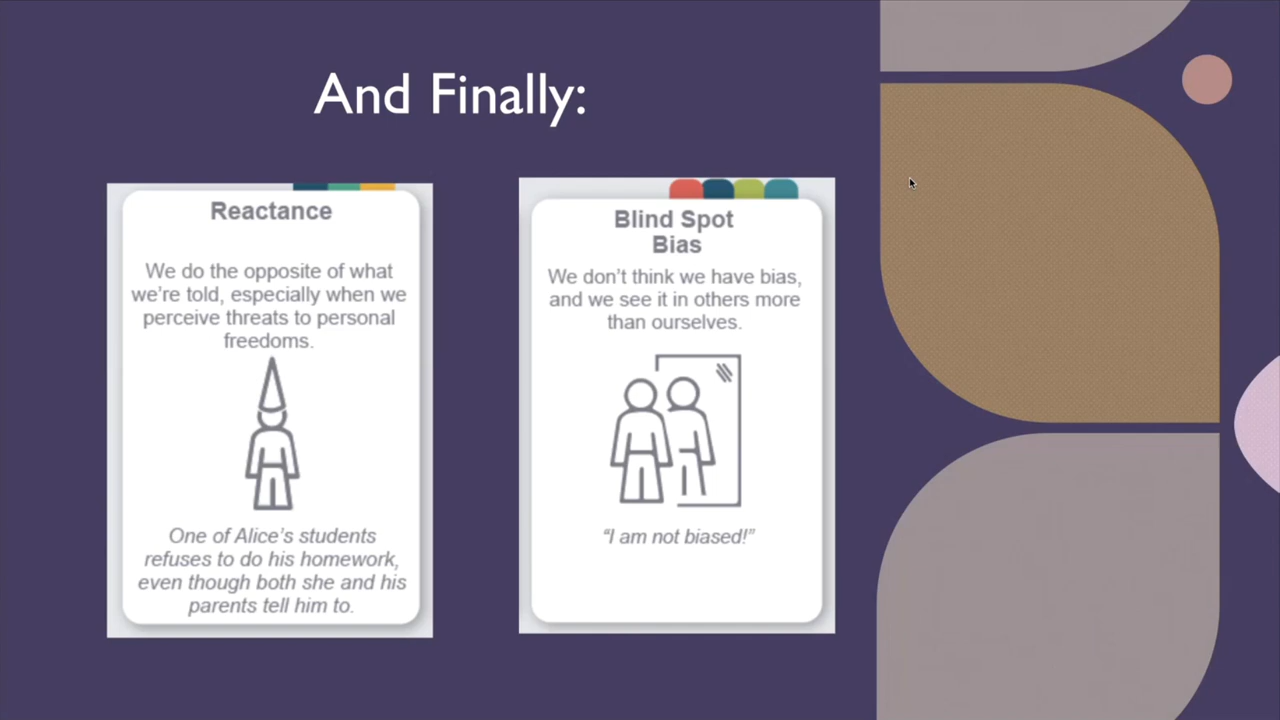 And Finally:
Reactance
We do the opposite of what
we're told, especially when we
perceive threats to personal
freedoms.
One of Alice's students
refuses to do his homework,
even though both she and his
parents tell him to.
Blind Spot
Bias
We don't think we have bias,
and we see it in others more
than ourselves.
“I am not biased!”